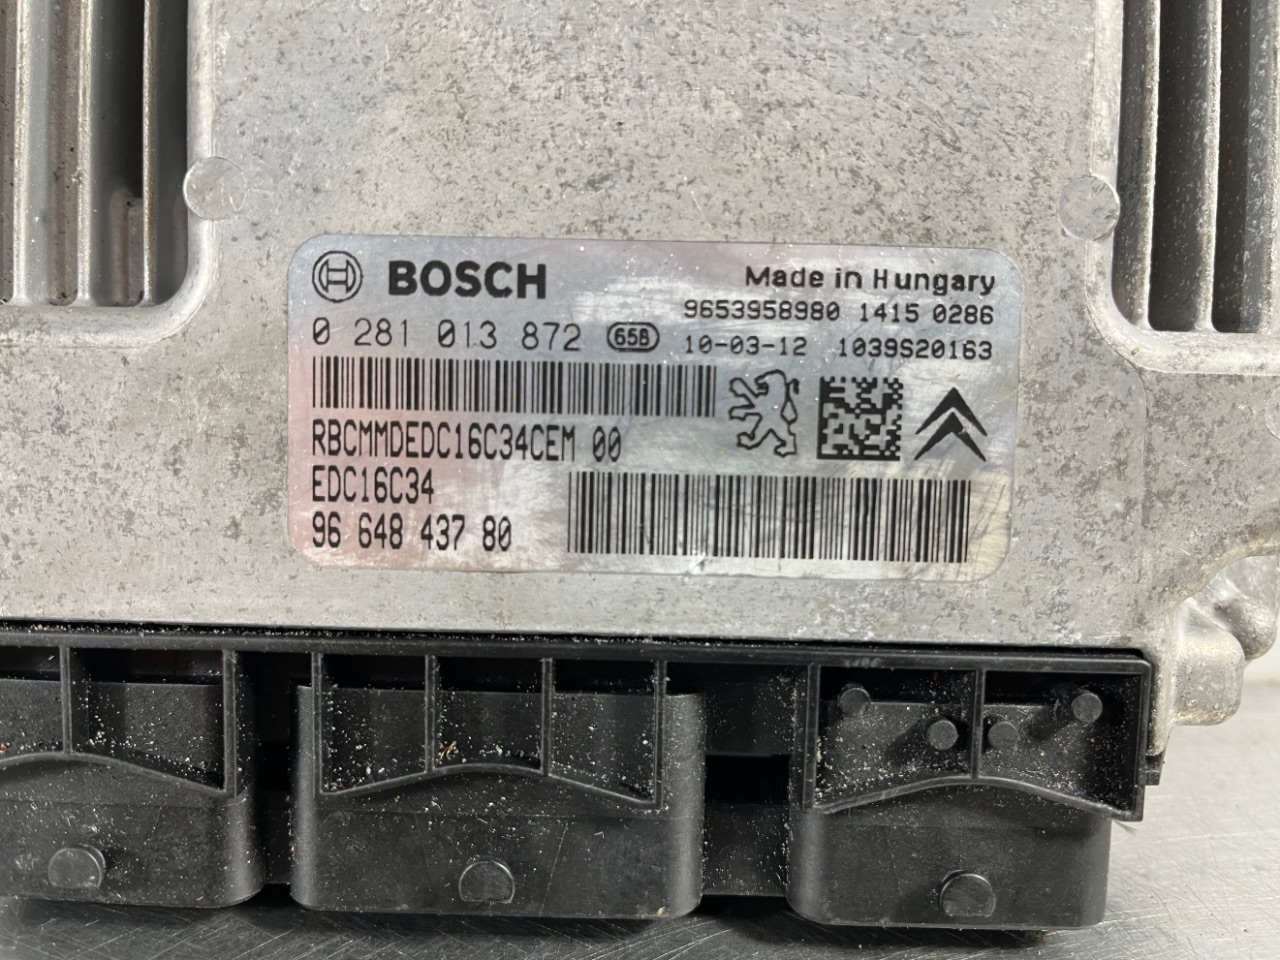 BOSCH
Made in Hungary
9653958980 1415 0286
0 281 013 872 65B 10-03-12 1039S20163
RBCMMDEDC16C34CEM 00
EDC16C34
96 648 437 80